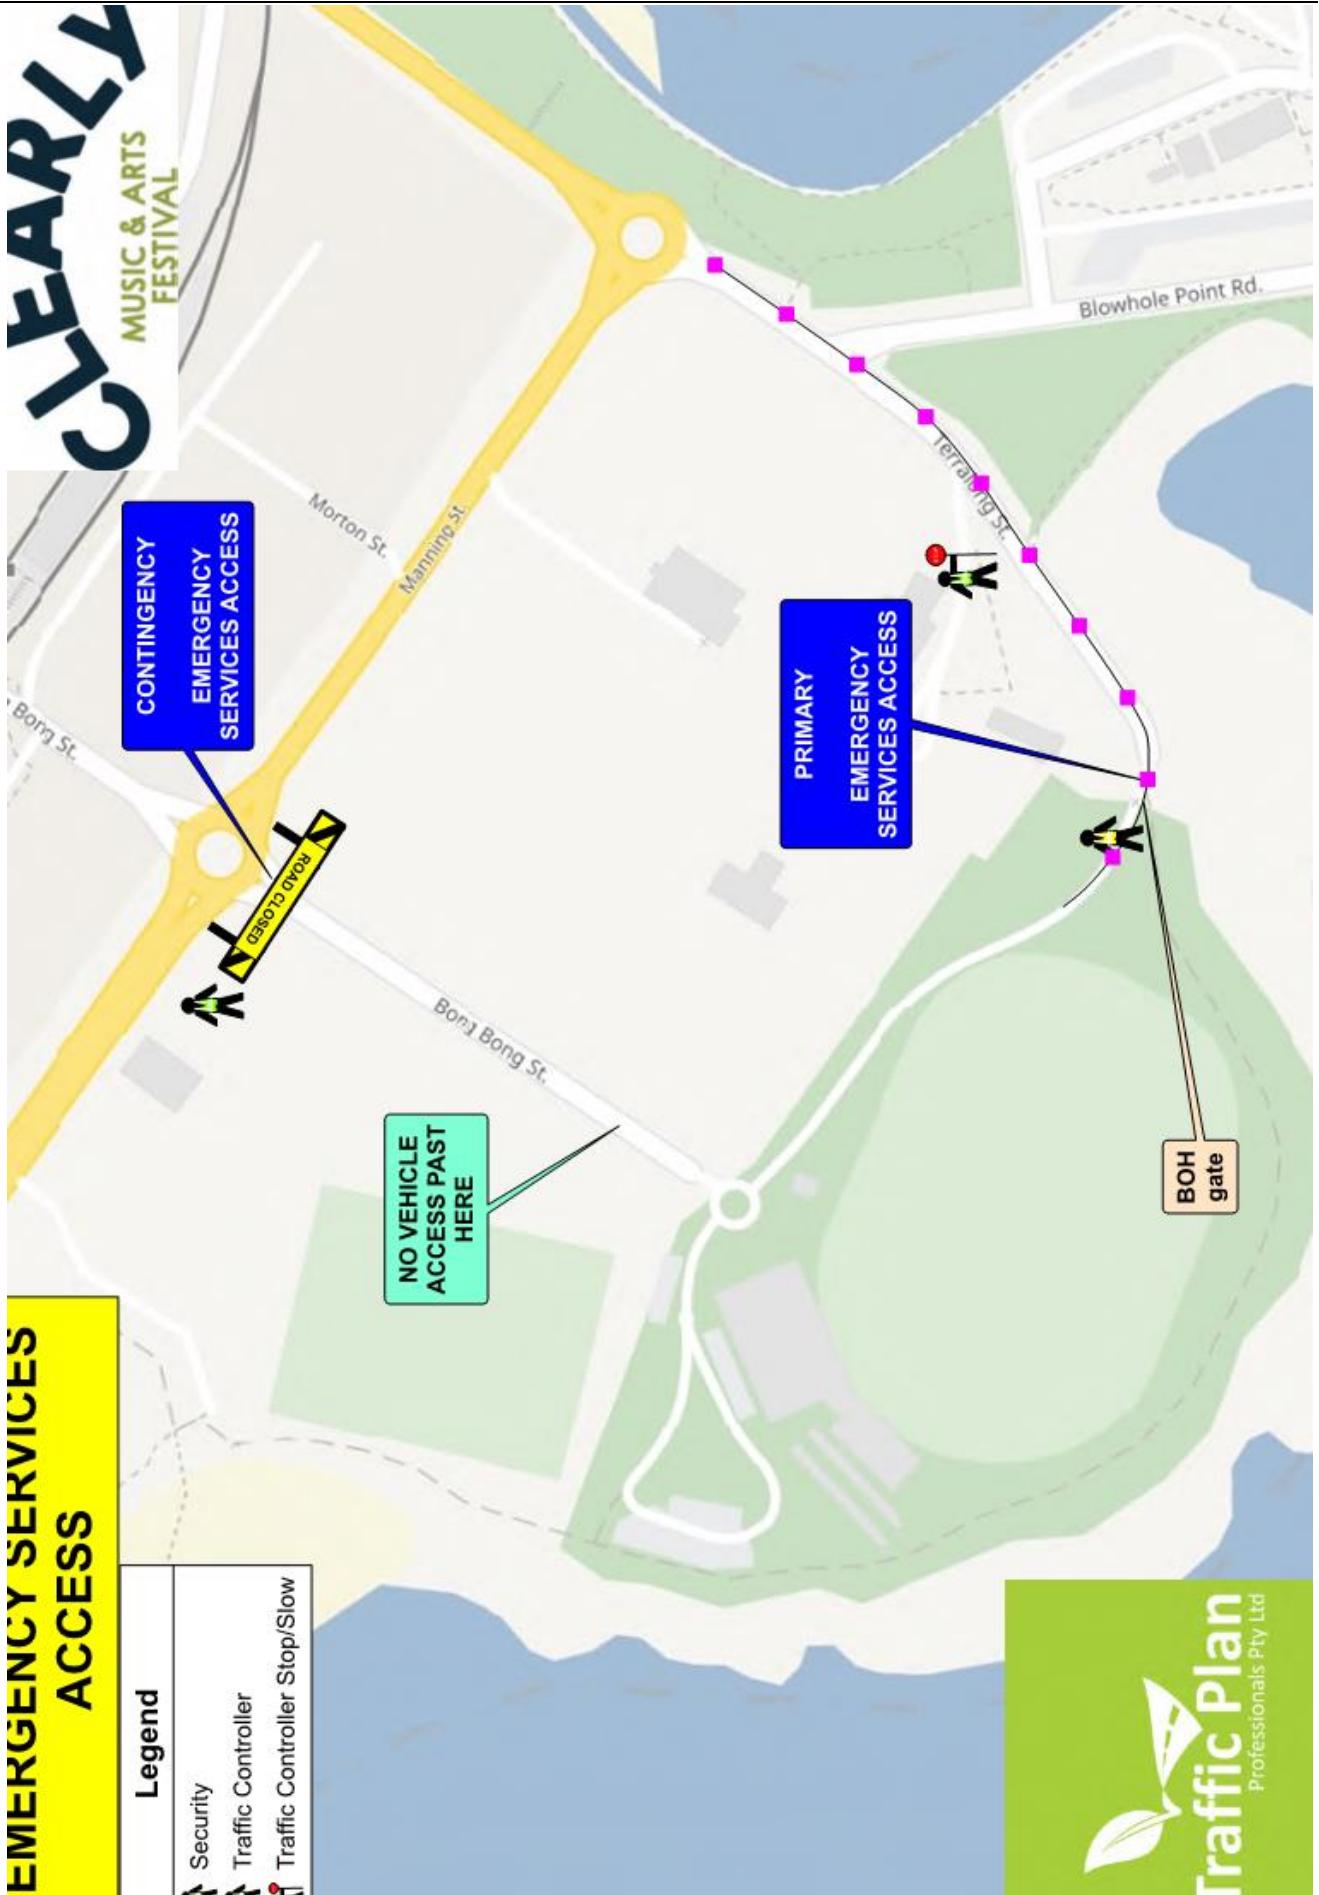 EMERGENCY SERVICES
ACCESS
Legend
Security
Traffic Controller
Traffic Controller Stop/Slow
CLEARLY
MUSIC & ARTS
FESTIVAL
CONTINGENCY
EMERGENCY
SERVICES ACCESS
Bong St.
Morton St.
Manning St.
ROAD CLOSED
Bong Bong St.
NO VEHICLE
ACCESS PAST
HERE
PRIMARY
EMERGENCY
SERVICES ACCESS
Terralong St.
Blowhole Point Rd.
BOH
gate
Traffic Plan
Professionals Pty Ltd